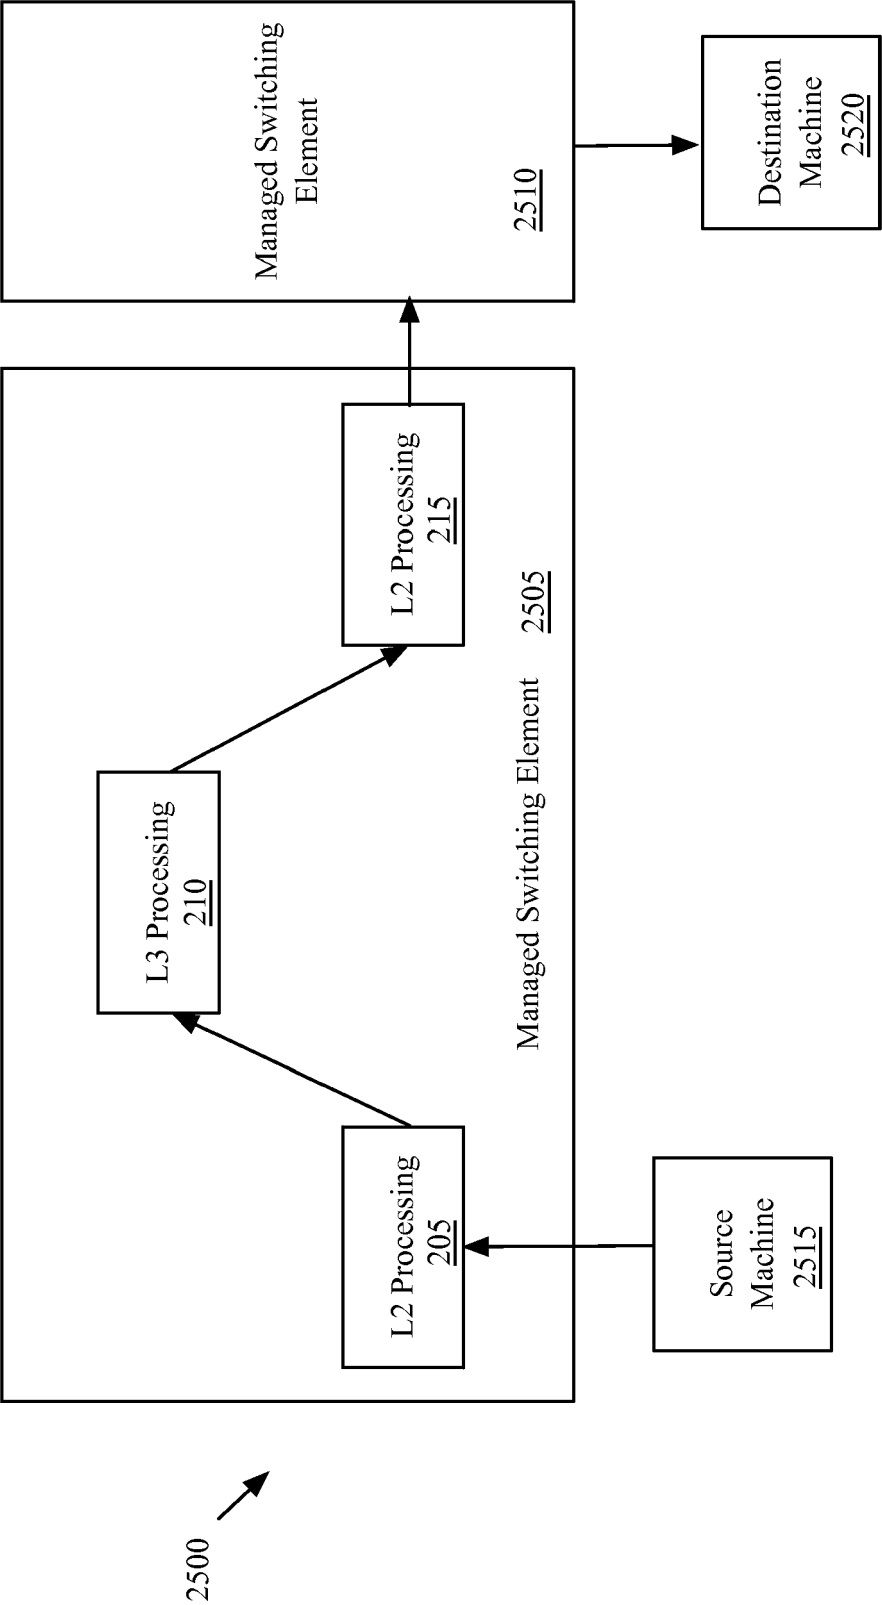 2500
L2 Processing
205
L3 Processing
210
L2 Processing
215
Managed Switching Element
2505
Managed Switching
Element
2510
Source
Machine
2515
Destination
Machine
2520